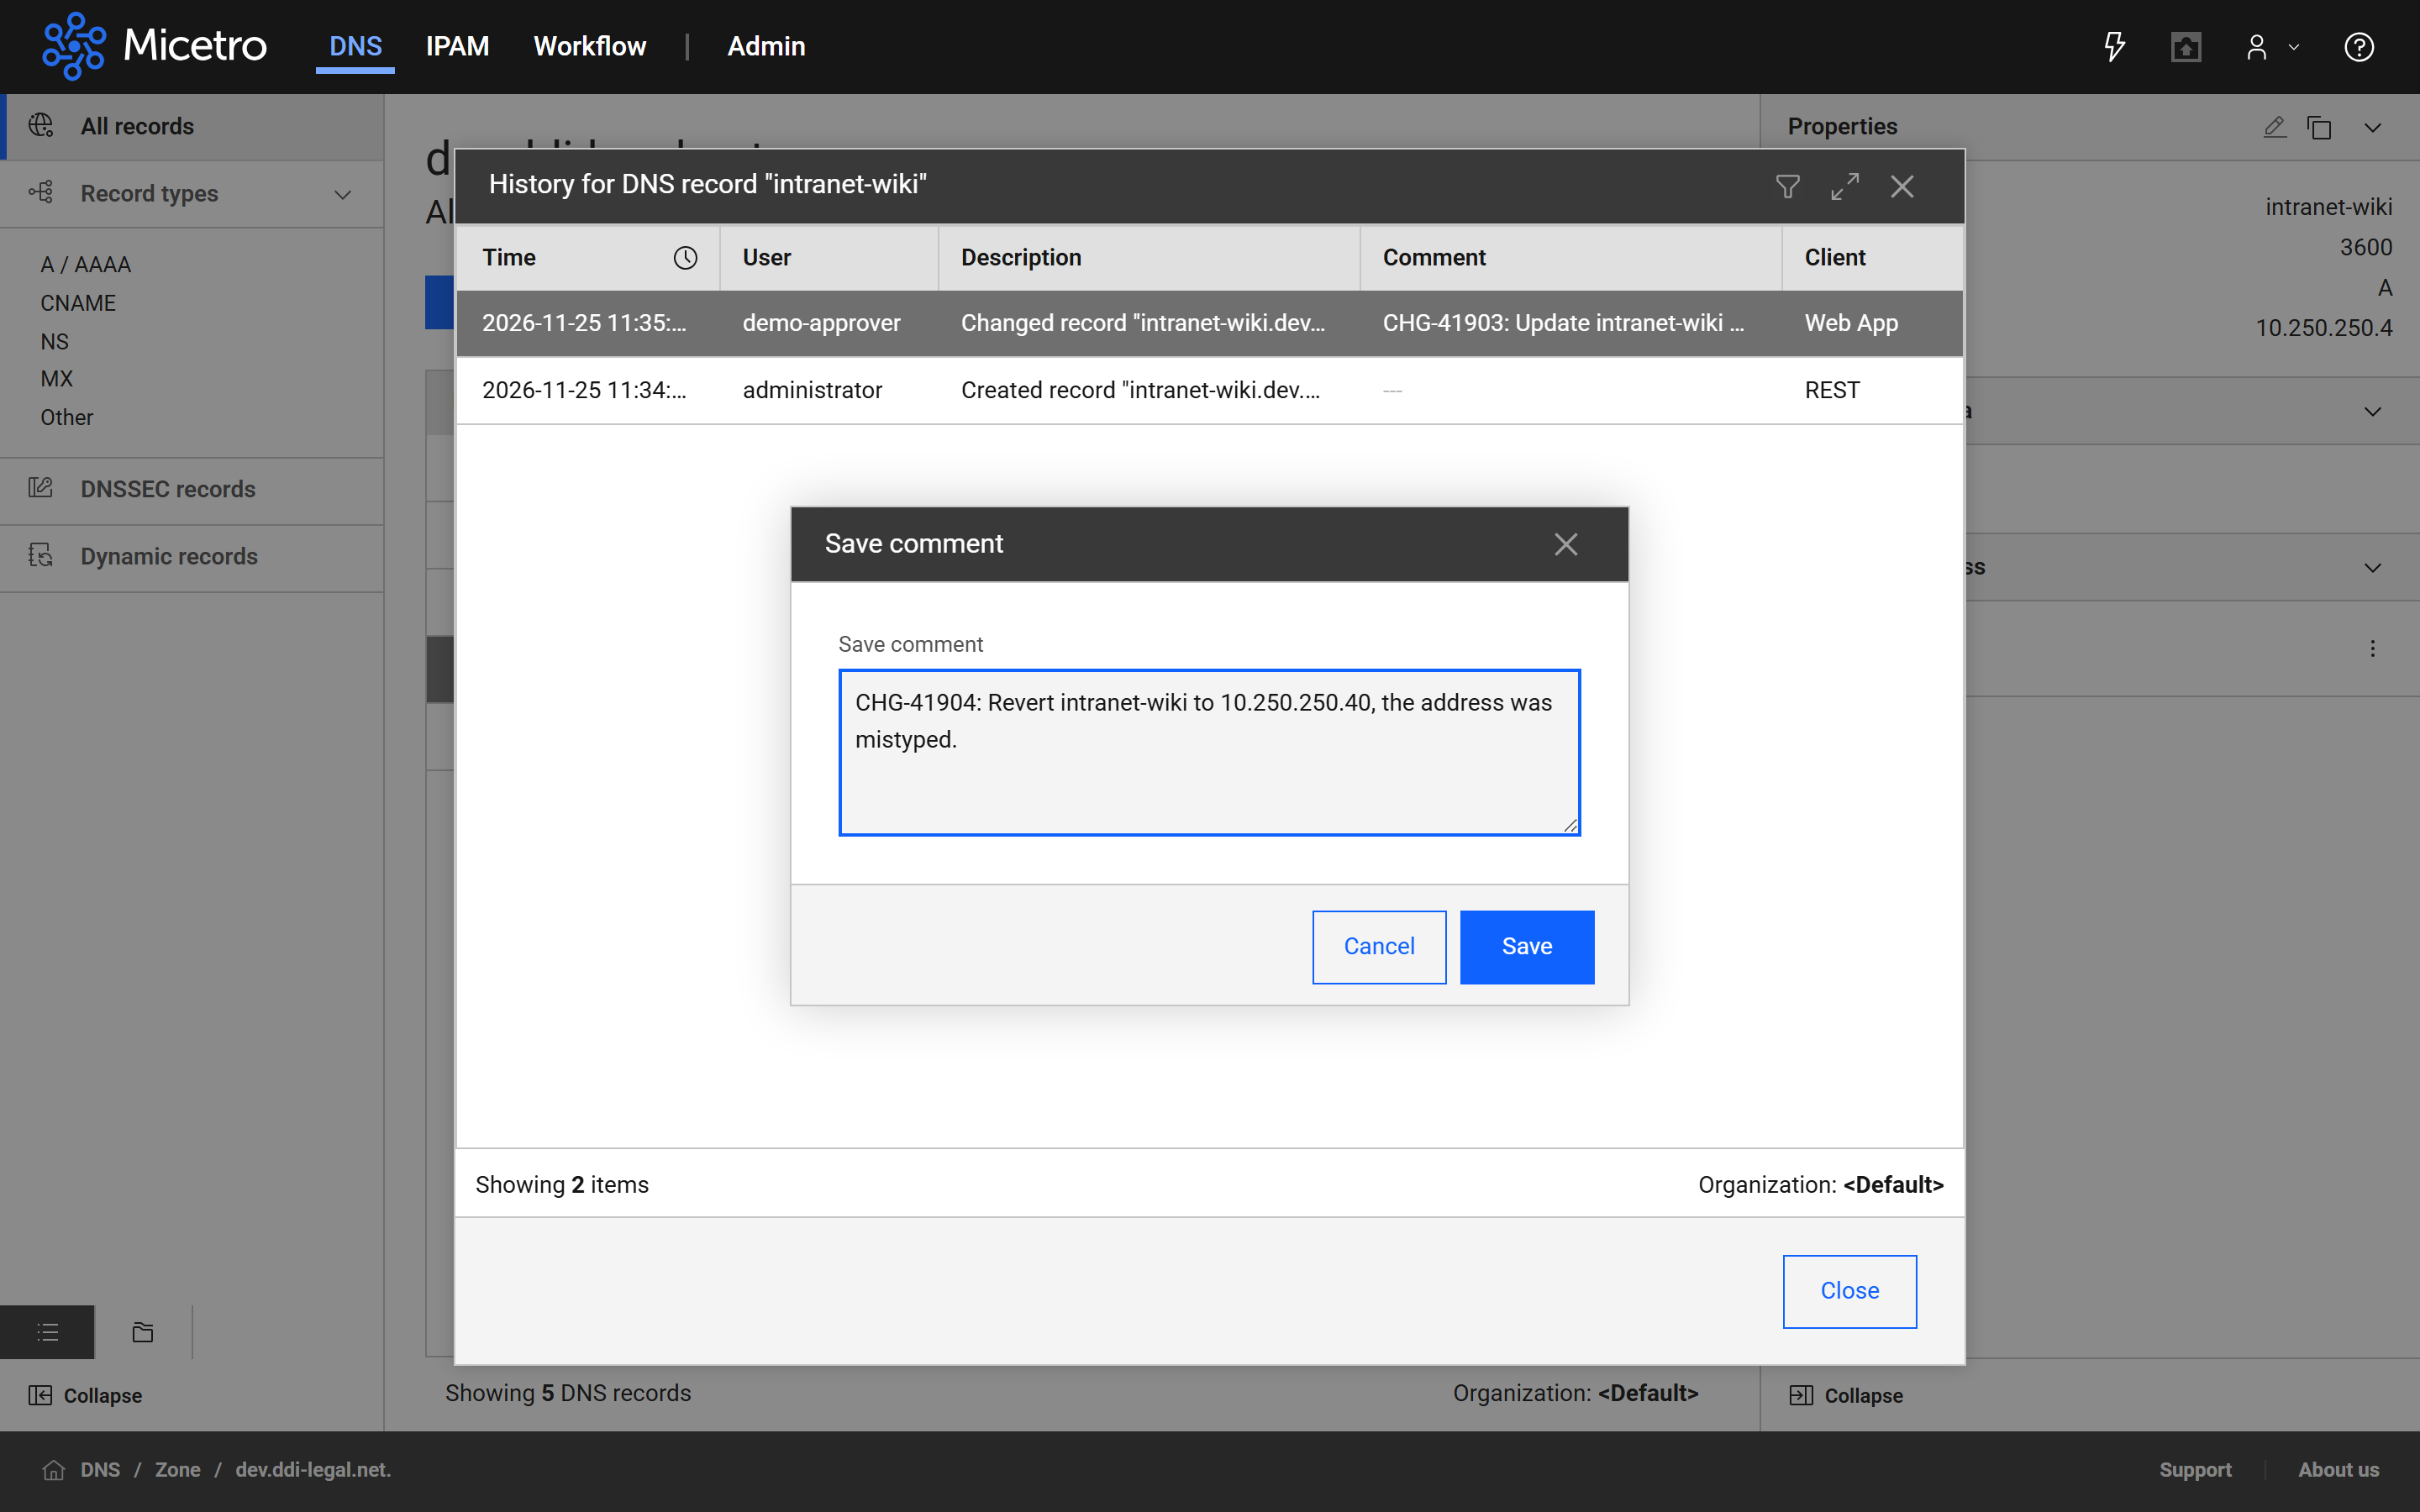 Micetro
DNS IPAM Workflow | Admin
All records
Record types
A / AAAA
CNAME
NS
MX
Other
DNSSEC records
Dynamic records
Collapse
History for DNS record "intranet-wiki"
Time User Description Comment Client
2026-11-25 11:35:... demo-approver Changed record "intranet-wiki.dev... CHG-41903: Update intranet-wiki ... Web App
2026-11-25 11:34:... administrator Created record "intranet-wiki.dev.... --- REST
Save comment
Save comment
CHG-41904: Revert intranet-wiki to 10.250.250.40, the address was
mistyped.
Cancel Save
Showing 2 items Organization: <Default>
Close
Showing 5 DNS records Organization: <Default>
Properties
intranet-wiki
3600
A
10.250.250.4
Collapse
DNS / Zone / dev.ddi-legal.net.
Support About us